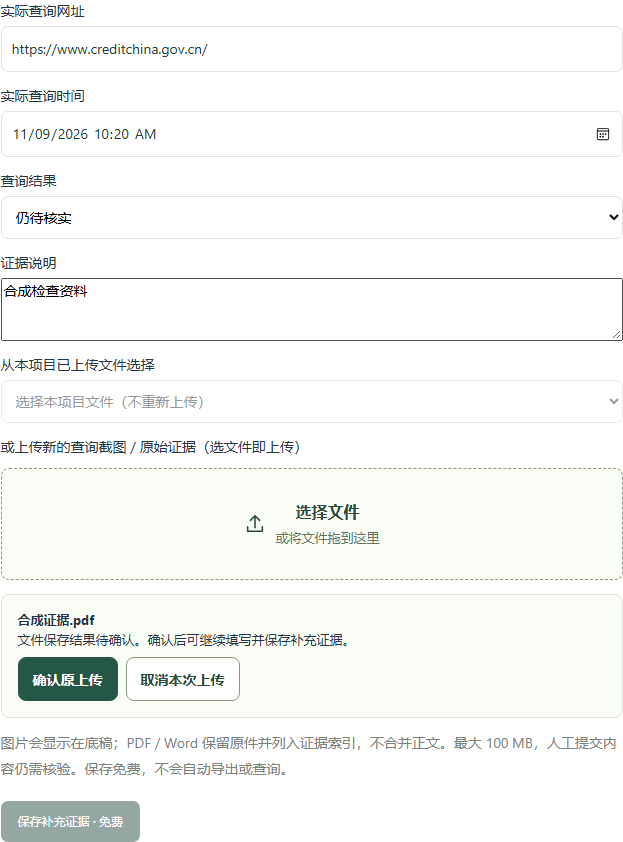 实际查询网址
https://www.creditchina.gov.cn/
实际查询时间
11/09/2026 10:20 AM
查询结果
仍待核实
证据说明
合成检查资料
从本项目已上传文件选择
选择本项目文件（不重新上传）
或上传新的查询截图 / 原始证据（选文件即上传）
选择文件
或将文件拖到这里
合成证据.pdf
文件保存结果待确认。确认后可继续填写并保存补充证据。
确认原上传
取消本次上传
图片会显示在底稿；PDF / Word 保留原件并列入证据索引，不合并正文。最大 100 MB，人工提交内
容仍需核验。保存免费，不会自动导出或查询。
保存补充证据 · 免费